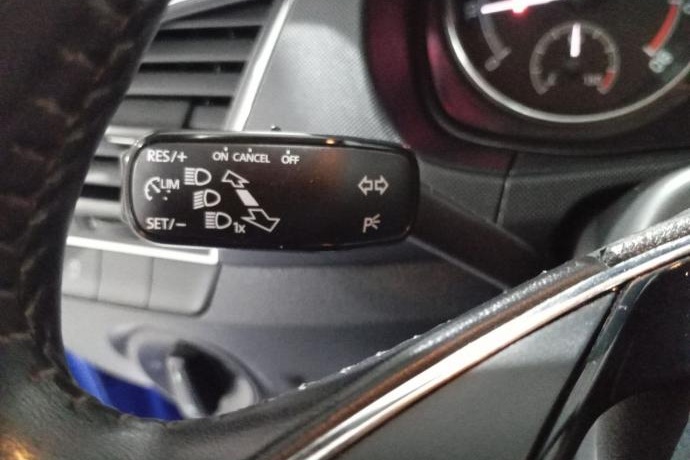 RES/+ ON CANCEL OFF
LIM
SET/− 1x
P